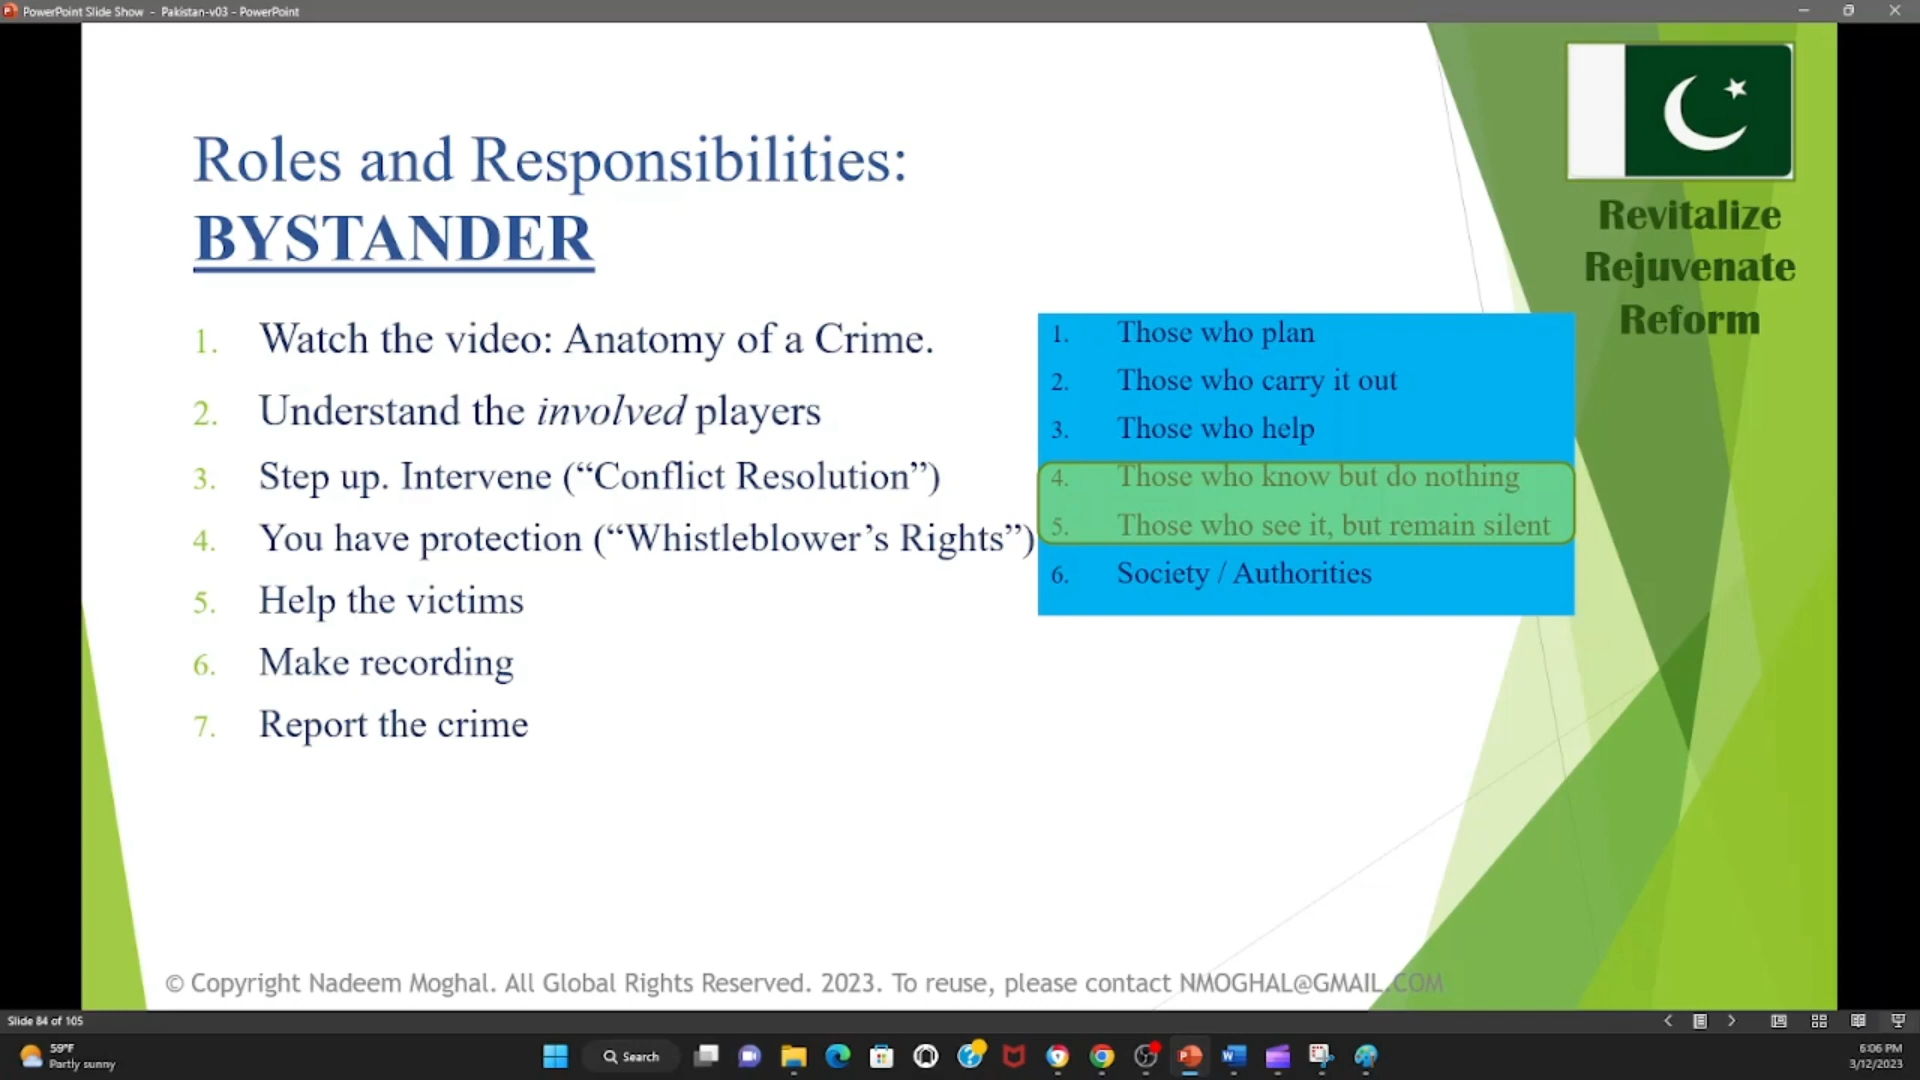 PowerPoint Slide Show - Pakistan-v03 - PowerPoint
Roles and Responsibilities:
BYSTANDER
1. Watch the video: Anatomy of a Crime.
2. Understand the involved players
3. Step up. Intervene (“Conflict Resolution”)
4. You have protection (“Whistleblower’s Rights”)
5. Help the victims
6. Make recording
7. Report the crime
1. Those who plan
2. Those who carry it out
3. Those who help
4. Those who know but do nothing
5. Those who see it, but remain silent
6. Society / Authorities
Revitalize
Rejuvenate
Reform
© Copyright Nadeem Moghal. All Global Rights Reserved. 2023. To reuse, please contact NMOGHAL@GMAIL.COM
Slide 84 of 105
59°F
Partly sunny
Search
6:06 PM
3/12/2023